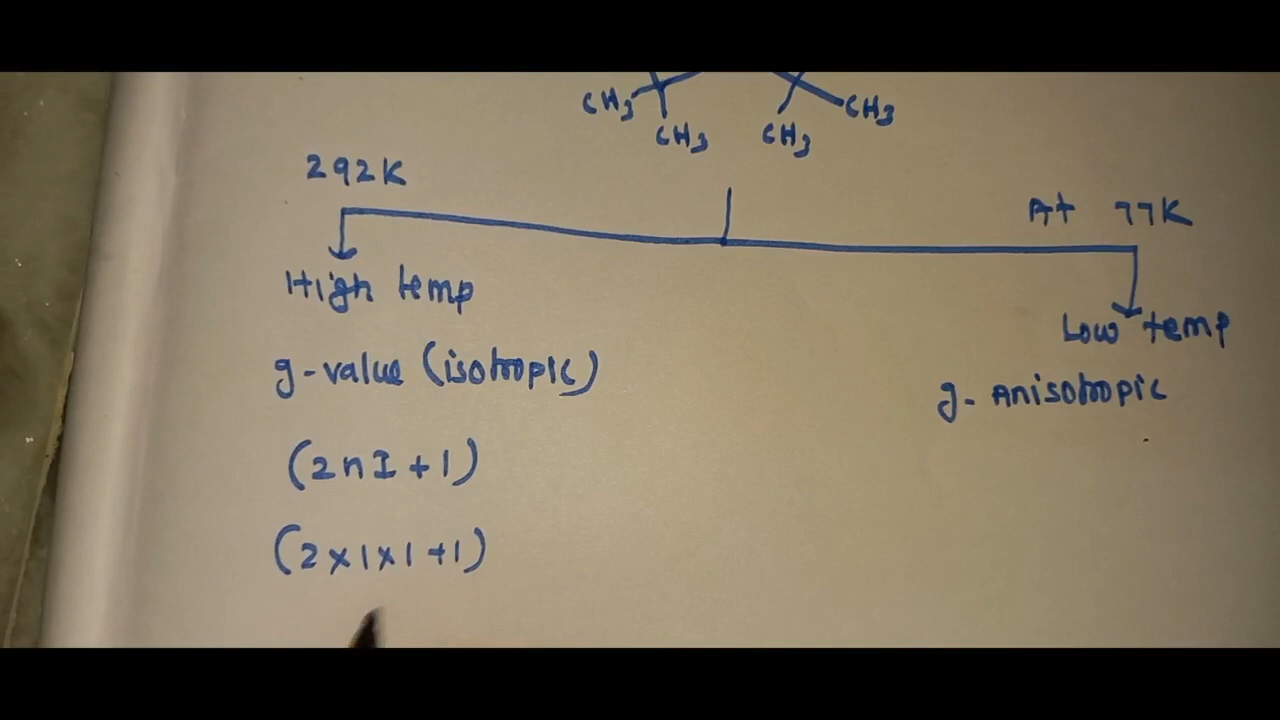 CH3 CH3
CH3 CH3
292K
At 77K
High temp
Low temp
g-value (isotropic)
g- Anisotropic
(2nI+1)
(2×1×1+1)